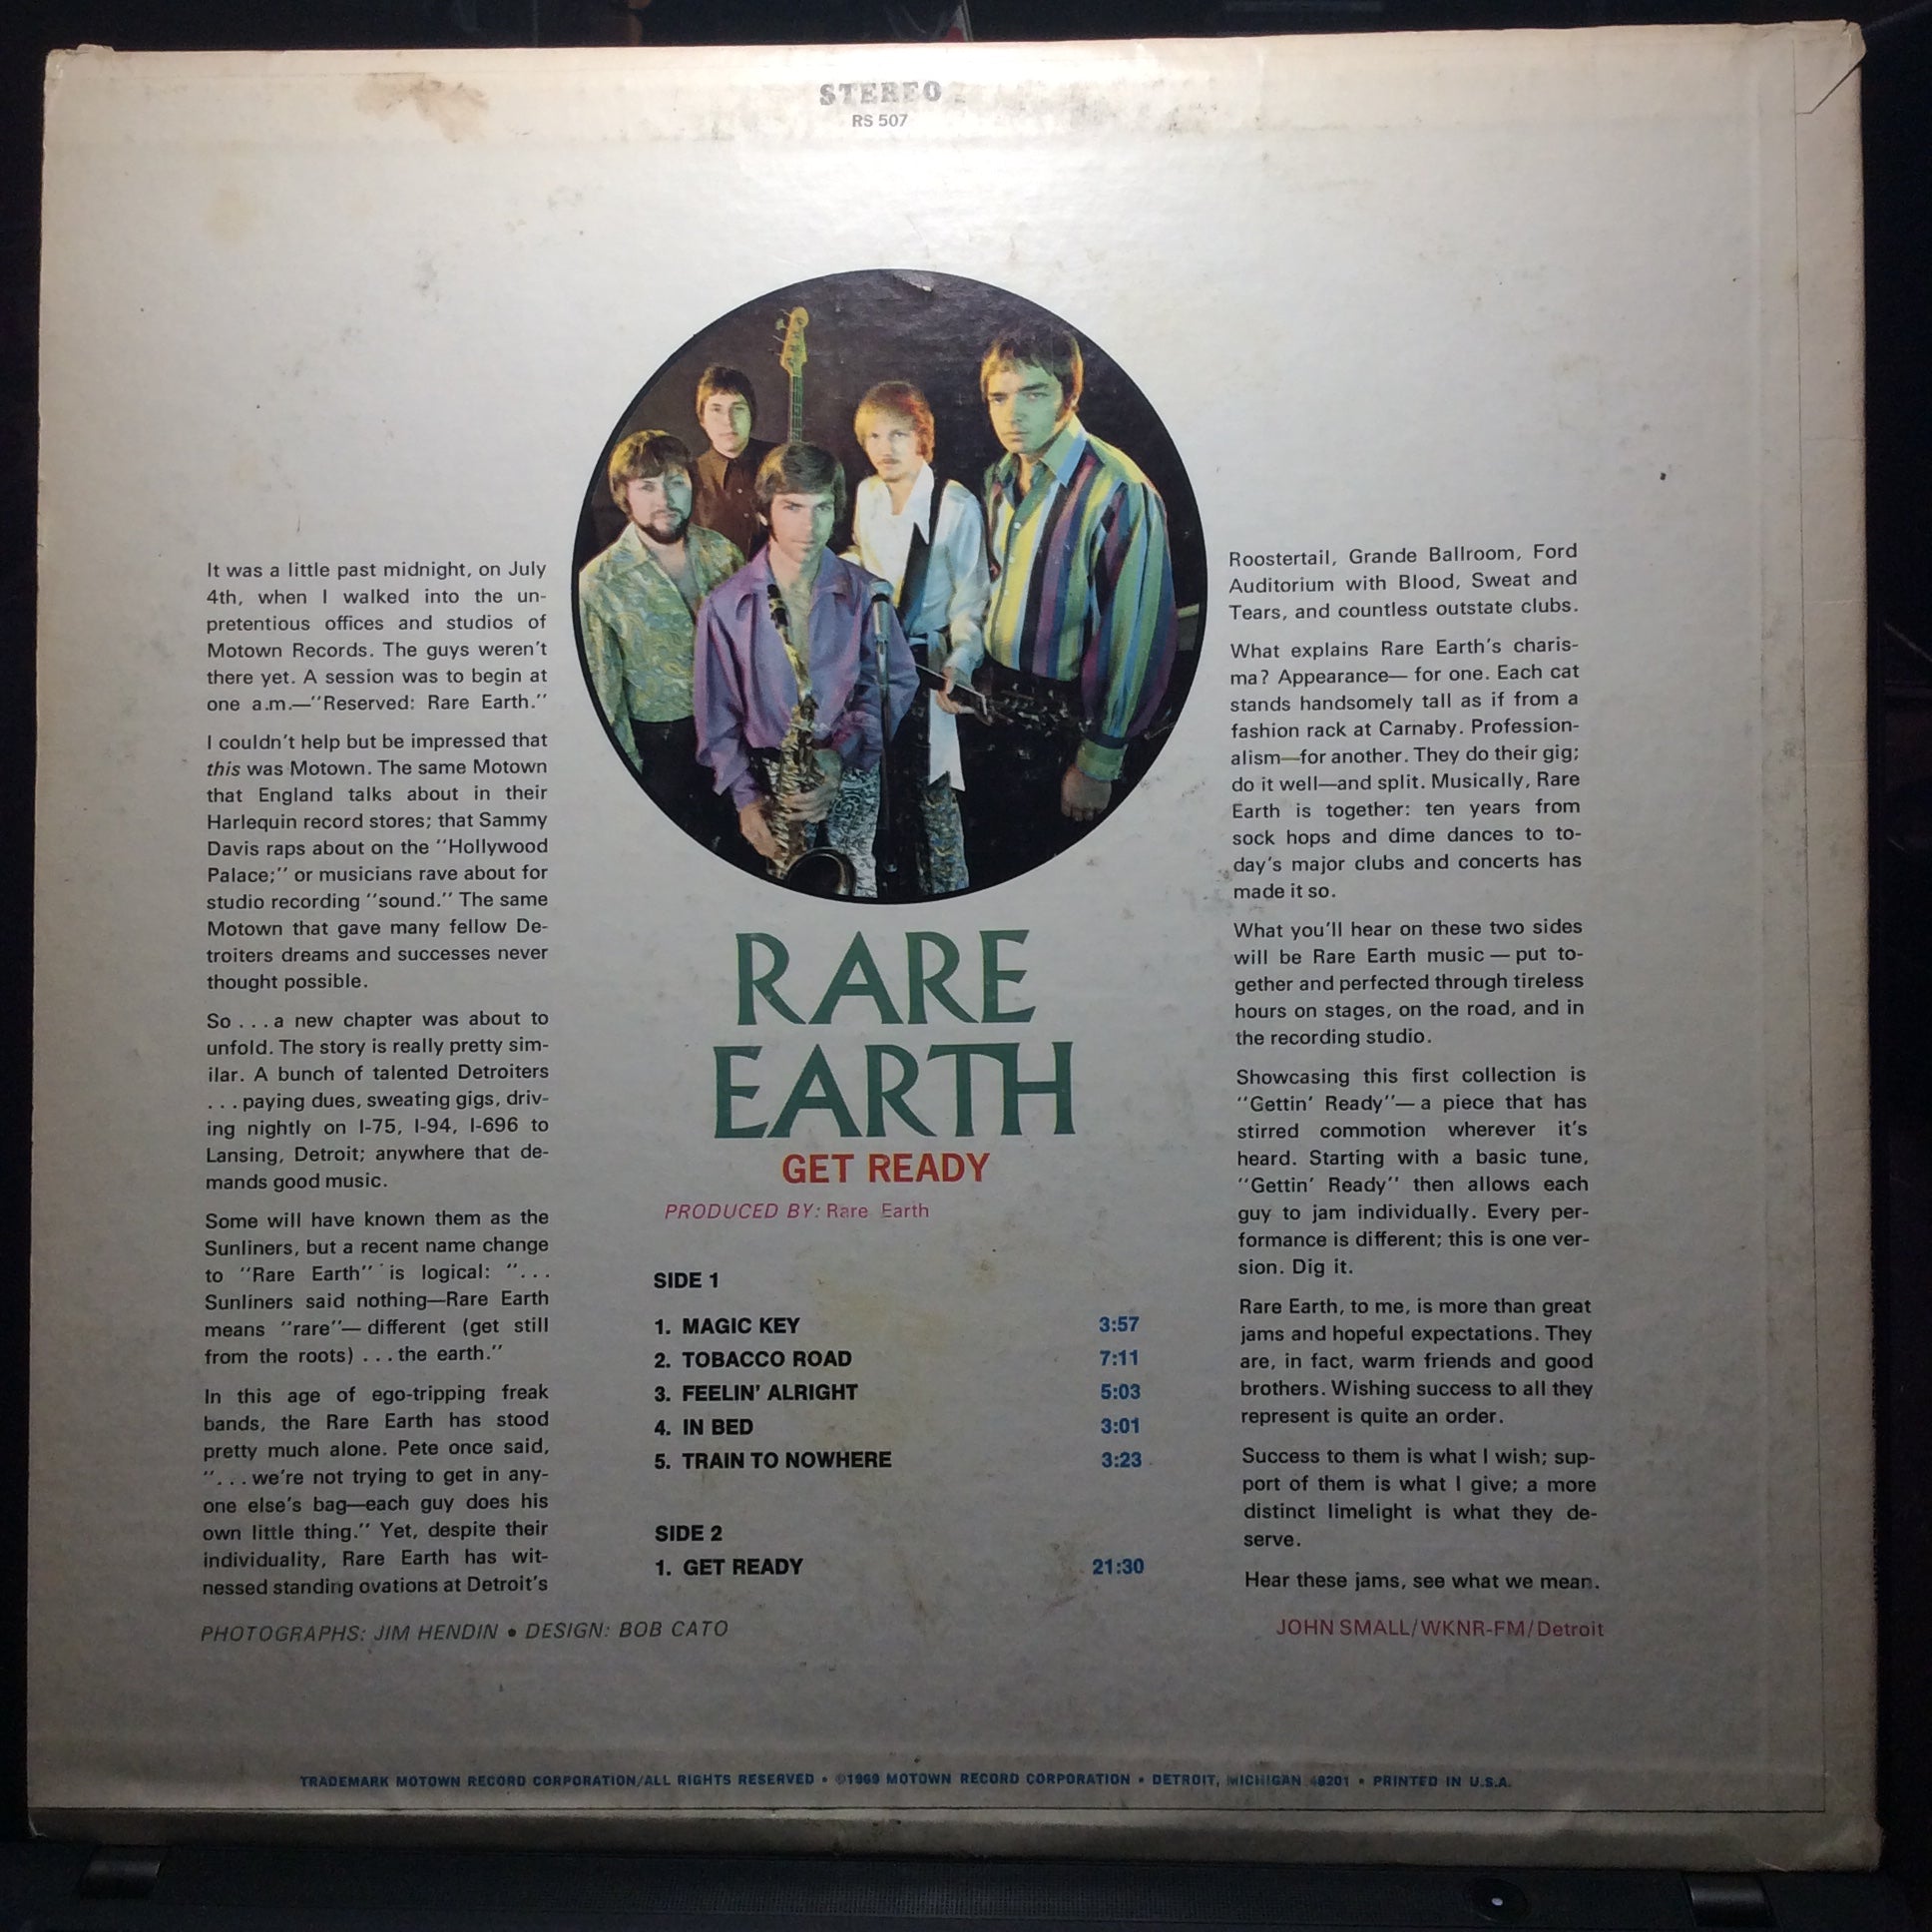 STEREO
RS 507
It was a little past midnight, on July
4th, when I walked into the un-
pretentious offices and studios of
Motown Records. The guys weren't
there yet. A session was to begin at
one a.m.—"Reserved: Rare Earth."
I couldn't help but be impressed that
this was Motown. The same Motown
that England talks about in their
Harlequin record stores; that Sammy
Davis raps about on the "Hollywood
Palace;" or musicians rave about for
studio recording "sound." The same
Motown that gave many fellow De-
troiters dreams and successes never
thought possible.
So . . . a new chapter was about to
unfold. The story is really pretty sim-
ilar. A bunch of talented Detroiters
. . . paying dues, sweating gigs, driv-
ing nightly on I-75, I-94, I-696 to
Lansing, Detroit; anywhere that de-
mands good music.
Some will have known them as the
Sunliners, but a recent name change
to "Rare Earth" is logical: ". . .
Sunliners said nothing—Rare Earth
means "rare"— different (get still
from the roots) . . . the earth."
In this age of ego-tripping freak
bands, the Rare Earth has stood
pretty much alone. Pete once said,
". . . we're not trying to get in any-
one else's bag—each guy does his
own little thing." Yet, despite their
individuality, Rare Earth has wit-
nessed standing ovations at Detroit's
PHOTOGRAPHS: JIM HENDIN • DESIGN: BOB CATO
RARE
EARTH
GET READY
PRODUCED BY: Rare Earth
SIDE 1
1. MAGIC KEY 3:57
2. TOBACCO ROAD 7:11
3. FEELIN' ALRIGHT 5:03
4. IN BED 3:01
5. TRAIN TO NOWHERE 3:23
SIDE 2
1. GET READY 21:30
Roostertail, Grande Ballroom, Ford
Auditorium with Blood, Sweat and
Tears, and countless outstate clubs.
What explains Rare Earth's charis-
ma? Appearance— for one. Each cat
stands handsomely tall as if from a
fashion rack at Carnaby. Profession-
alism—for another. They do their gig;
do it well—and split. Musically, Rare
Earth is together: ten years from
sock hops and dime dances to to-
day's major clubs and concerts has
made it so.
What you'll hear on these two sides
will be Rare Earth music — put to-
gether and perfected through tireless
hours on stages, on the road, and in
the recording studio.
Showcasing this first collection is
"Gettin' Ready"— a piece that has
stirred commotion wherever it's
heard. Starting with a basic tune,
"Gettin' Ready" then allows each
guy to jam individually. Every per-
formance is different; this is one ver-
sion. Dig it.
Rare Earth, to me, is more than great
jams and hopeful expectations. They
are, in fact, warm friends and good
brothers. Wishing success to all they
represent is quite an order.
Success to them is what I wish; sup-
port of them is what I give; a more
distinct limelight is what they de-
serve.
Hear these jams, see what we mean.
JOHN SMALL/WKNR-FM/Detroit
TRADEMARK MOTOWN RECORD CORPORATION/ALL RIGHTS RESERVED • ©1969 MOTOWN RECORD CORPORATION • DETROIT, MICHIGAN 48201 • PRINTED IN U.S.A.